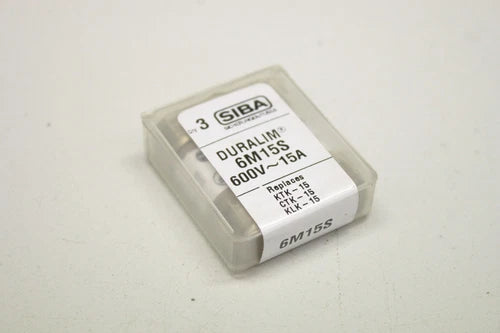 QTY 3
SIBA
DURALIM®
6M15S
600V~15A
Replaces
KTK-15
CTK-15
KLK-15
6M15S